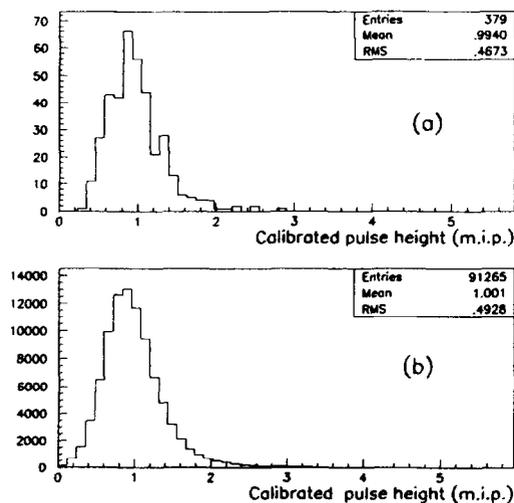 Entries 379
Mean .9940
RMS .4673
70
60
50
40
30
20
10
0
(a)
0 1 2 3 4 5
Calibrated pulse height (m.i.p.)
Entries 91265
Mean 1.001
RMS .4928
14000
12000
10000
8000
6000
4000
2000
0
(b)
0 1 2 3 4 5
Calibrated pulse height (m.i.p.)